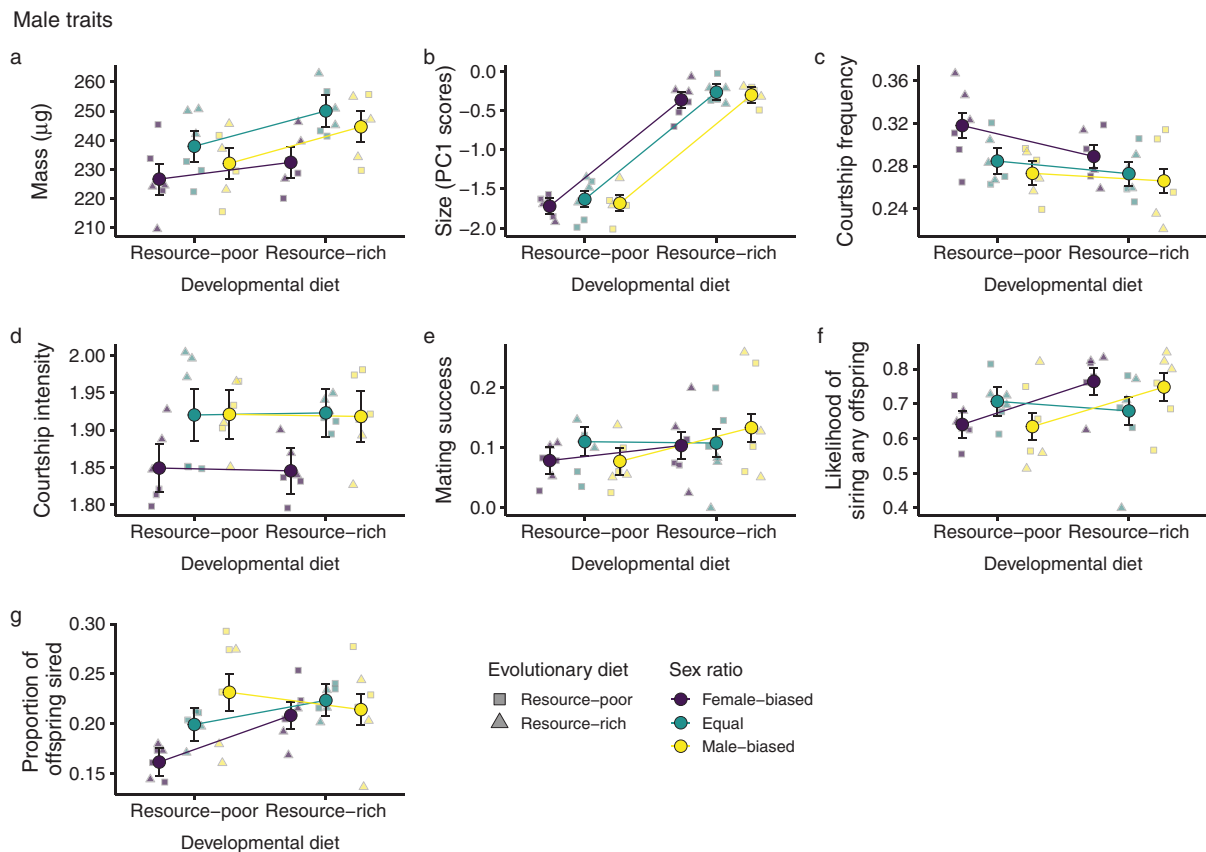 Male traits
a
Mass (µg)
260
250
240
230
220
210
Resource−poor
Resource−rich
Developmental diet
b
Size (PC1 scores)
0.0
−0.5
−1.0
−1.5
−2.0
Resource−poor
Resource−rich
Developmental diet
c
Courtship frequency
0.36
0.32
0.28
0.24
Resource−poor
Resource−rich
Developmental diet
d
Courtship intensity
2.00
1.95
1.90
1.85
1.80
Resource−poor
Resource−rich
Developmental diet
e
Mating success
0.2
0.1
0.0
Resource−poor
Resource−rich
Developmental diet
f
Likelihood of
siring any offspring
0.8
0.7
0.6
0.5
0.4
Resource−poor
Resource−rich
Developmental diet
g
Proportion of
offspring sired
0.30
0.25
0.20
0.15
Resource−poor
Resource−rich
Developmental diet
Evolutionary diet
Resource−poor
Resource−rich
Sex ratio
Female−biased
Equal
Male−biased